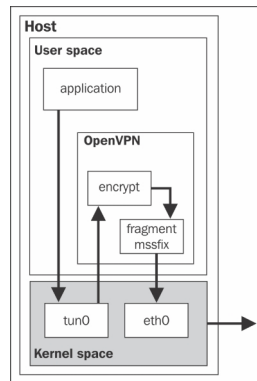 Host
User space
application
OpenVPN
encrypt
fragment
mssfix
tun0
eth0
Kernel space